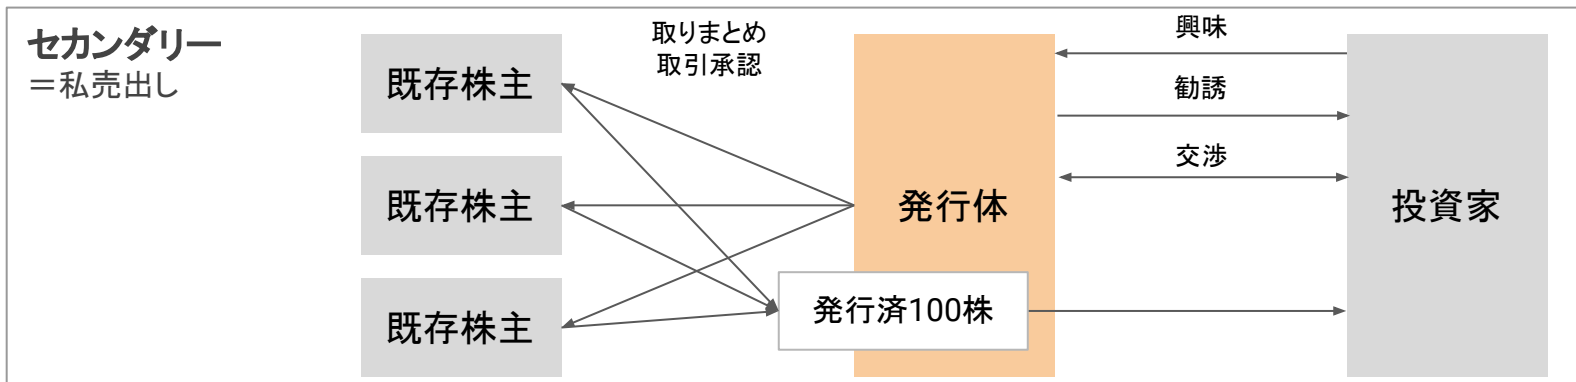 セカンダリー
＝私売出し
既存株主
既存株主
既存株主
取りまとめ
取引承認
発行体
発行済100株
興味
勧誘
交渉
投資家